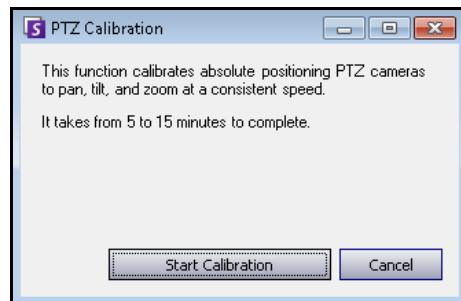 PTZ Calibration
This function calibrates absolute positioning PTZ cameras
to pan, tilt, and zoom at a consistent speed.
It takes from 5 to 15 minutes to complete.
Start Calibration
Cancel